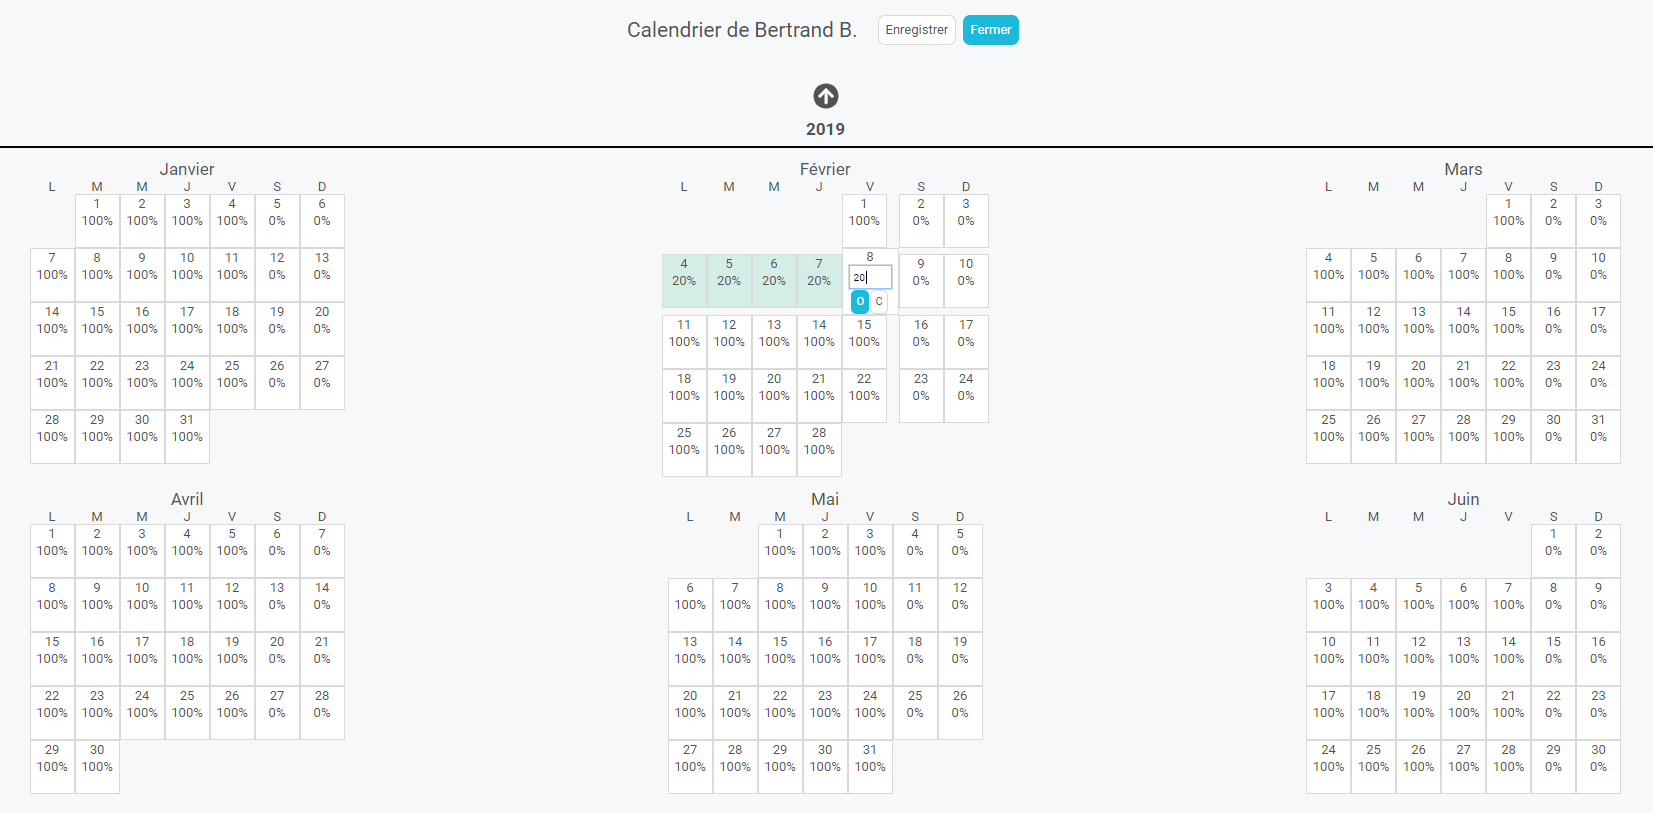 Calendrier de Bertrand B. Enregistrer Fermer
2019
Janvier
L M M J V S D
1 2 3 4 5 6
100% 100% 100% 100% 0% 0%
7 8 9 10 11 12 13
100% 100% 100% 100% 100% 0% 0%
14 15 16 17 18 19 20
100% 100% 100% 100% 100% 0% 0%
21 22 23 24 25 26 27
100% 100% 100% 100% 100% 0% 0%
28 29 30 31
100% 100% 100% 100%
Février
L M M J V S D
1 2 3
100% 0% 0%
4 5 6 7 8 9 10
20% 20% 20% 20% 20 0% 0%
O C
11 12 13 14 15 16 17
100% 100% 100% 100% 100% 0% 0%
18 19 20 21 22 23 24
100% 100% 100% 100% 100% 0% 0%
25 26 27 28
100% 100% 100% 100%
Mars
L M M J V S D
1 2 3
100% 0% 0%
4 5 6 7 8 9 10
100% 100% 100% 100% 100% 0% 0%
11 12 13 14 15 16 17
100% 100% 100% 100% 100% 0% 0%
18 19 20 21 22 23 24
100% 100% 100% 100% 100% 0% 0%
25 26 27 28 29 30 31
100% 100% 100% 100% 100% 0% 0%
Avril
L M M J V S D
1 2 3 4 5 6 7
100% 100% 100% 100% 100% 0% 0%
8 9 10 11 12 13 14
100% 100% 100% 100% 100% 0% 0%
15 16 17 18 19 20 21
100% 100% 100% 100% 100% 0% 0%
22 23 24 25 26 27 28
100% 100% 100% 100% 100% 0% 0%
29 30
100% 100%
Mai
L M M J V S D
1 2 3 4 5
100% 100% 100% 0% 0%
6 7 8 9 10 11 12
100% 100% 100% 100% 100% 0% 0%
13 14 15 16 17 18 19
100% 100% 100% 100% 100% 0% 0%
20 21 22 23 24 25 26
100% 100% 100% 100% 100% 0% 0%
27 28 29 30 31
100% 100% 100% 100% 100%
Juin
L M M J V S D
1 2
0% 0%
3 4 5 6 7 8 9
100% 100% 100% 100% 100% 0% 0%
10 11 12 13 14 15 16
100% 100% 100% 100% 100% 0% 0%
17 18 19 20 21 22 23
100% 100% 100% 100% 100% 0% 0%
24 25 26 27 28 29 30
100% 100% 100% 100% 100% 0% 0%